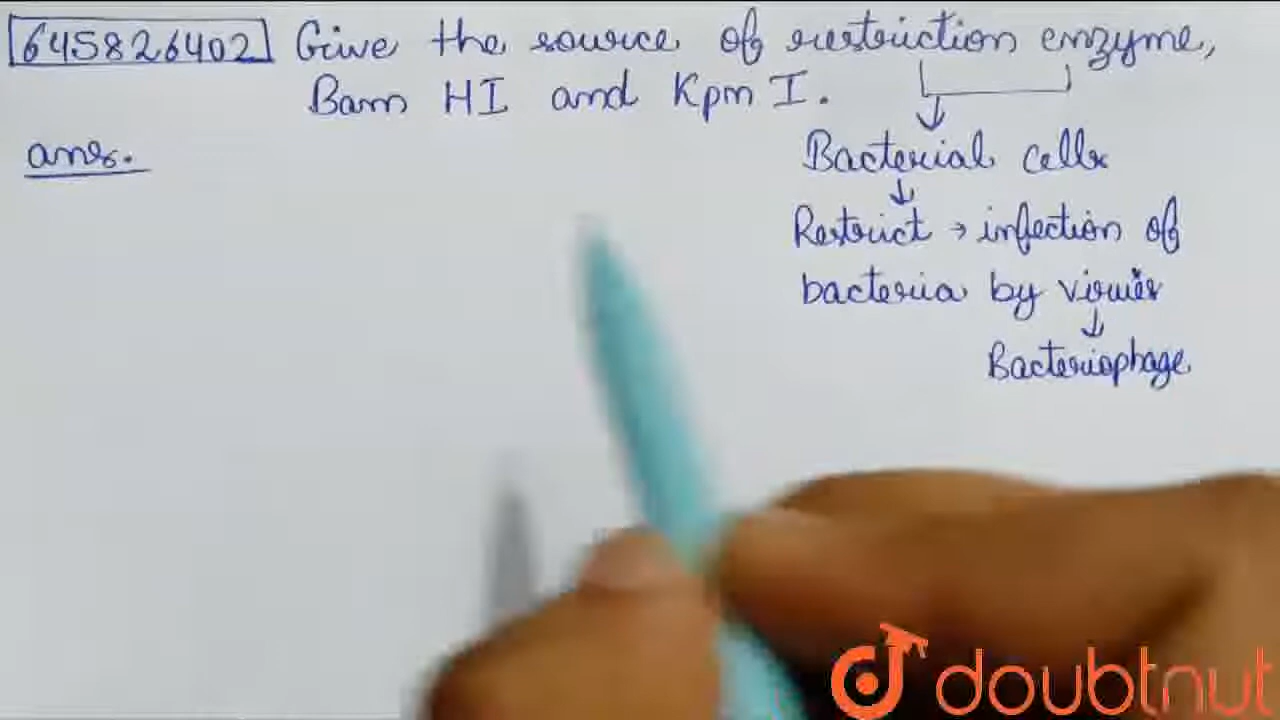 645826402 Give the source of restriction enzyme,
Bam HI and Kpn I.
ans.
Bacterial cells
Restrict → infection of
bacteria by virus
Bacteriophage
doubtnut